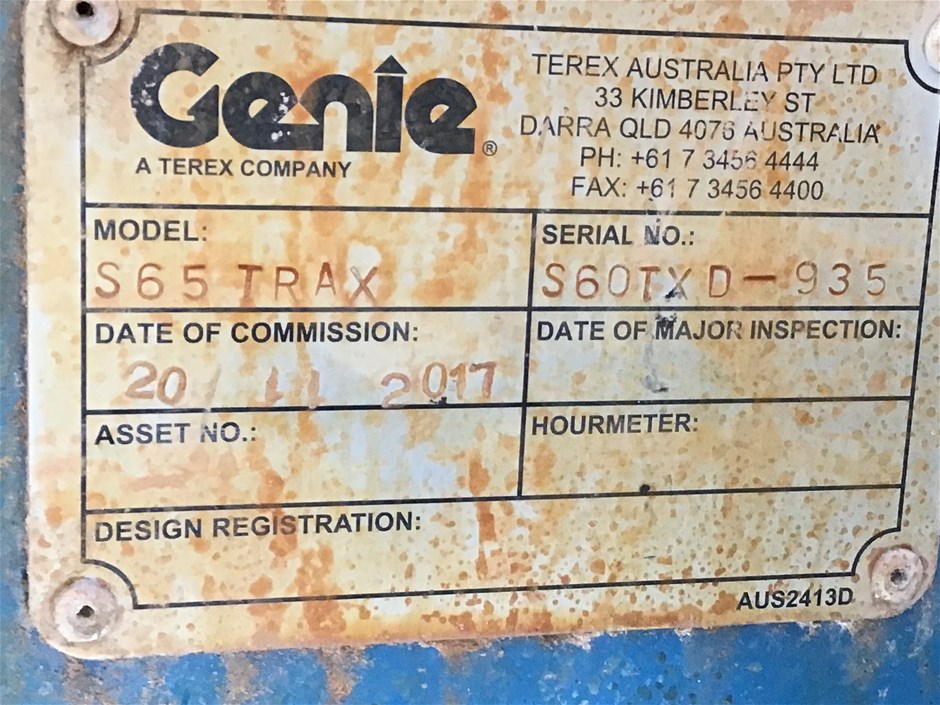 Genie®
A TEREX COMPANY
TEREX AUSTRALIA PTY LTD
33 KIMBERLEY ST
DARRA QLD 4076 AUSTRALIA
PH: +61 7 3456 4444
FAX: +61 7 3456 4400
MODEL:
S65 TRAX
SERIAL NO.:
S60TXD-935
DATE OF COMMISSION:
20 / 11 2017
DATE OF MAJOR INSPECTION:
ASSET NO.:
HOURMETER:
DESIGN REGISTRATION:
AUS2413D